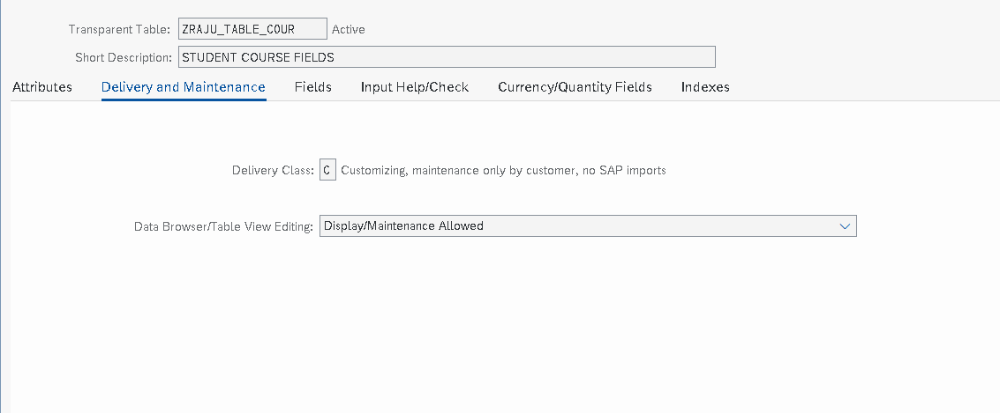 Transparent Table: ZRAJU_TABLE_COUR Active
Short Description: STUDENT COURSE FIELDS
Attributes Delivery and Maintenance Fields Input Help/Check Currency/Quantity Fields Indexes
Delivery Class: C Customizing, maintenance only by customer, no SAP imports
Data Browser/Table View Editing: Display/Maintenance Allowed